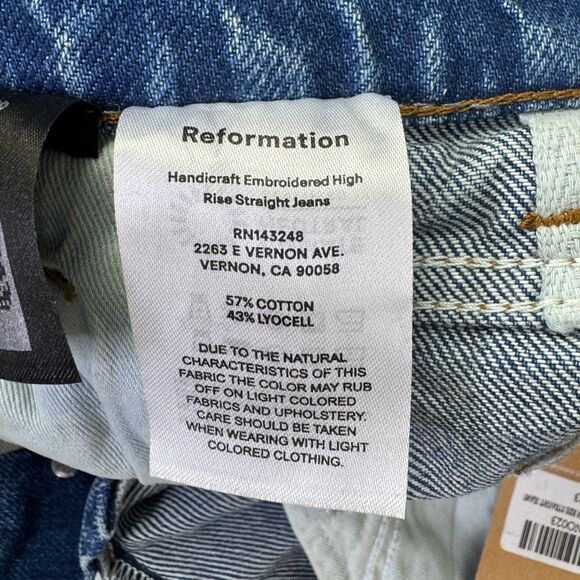 Reformation
Handicraft Embroidered High
Rise Straight Jeans
RN143248
2263 E VERNON AVE.
VERNON, CA 90058
57% COTTON
43% LYOCELL
DUE TO THE NATURAL
CHARACTERISTICS OF THIS
FABRIC THE COLOR MAY RUB
OFF ON LIGHT COLORED
FABRICS AND UPHOLSTERY.
CARE SHOULD BE TAKEN
WHEN WEARING WITH LIGHT
COLORED CLOTHING.